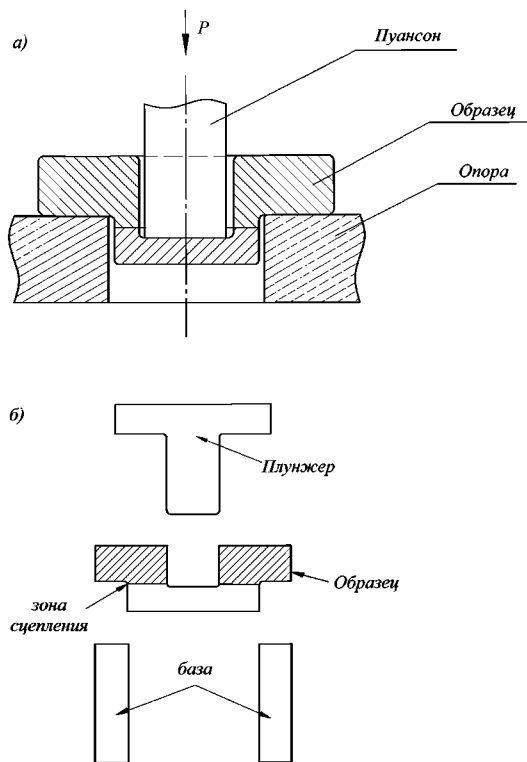 а)
P
Пуансон
Образец
Опора
б)
Плунжер
Образец
зона
сцепления
база